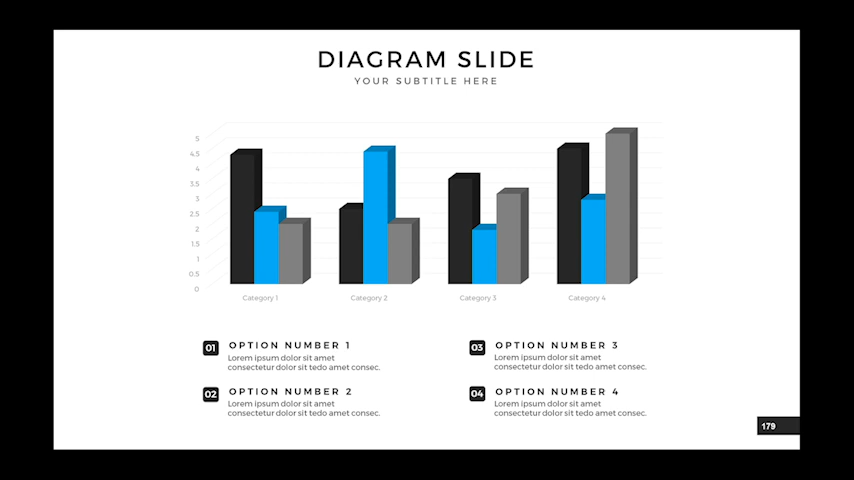 DIAGRAM SLIDE
YOUR SUBTITLE HERE
5
4.5
4
3.5
3
2.5
2
1.5
1
0.5
0
Category 1
Category 2
Category 3
Category 4
01
OPTION NUMBER 1
Lorem ipsum dolor sit amet
consectetur dolor sit tedo amet consec.
02
OPTION NUMBER 2
Lorem ipsum dolor sit amet
consectetur dolor sit tedo amet consec.
03
OPTION NUMBER 3
Lorem ipsum dolor sit amet
consectetur dolor sit tedo amet consec.
04
OPTION NUMBER 4
Lorem ipsum dolor sit amet
consectetur dolor sit tedo amet consec.
179